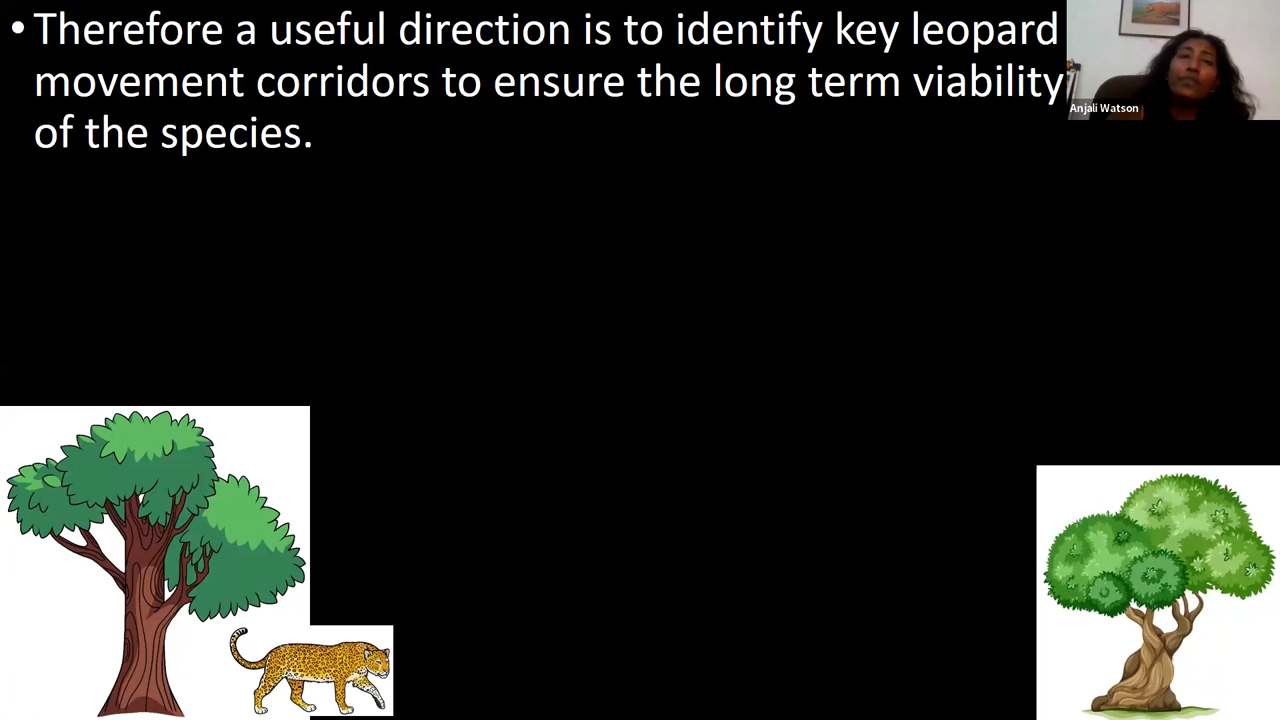 • Therefore a useful direction is to identify key leopard
movement corridors to ensure the long term viability
of the species.
Anjali Watson